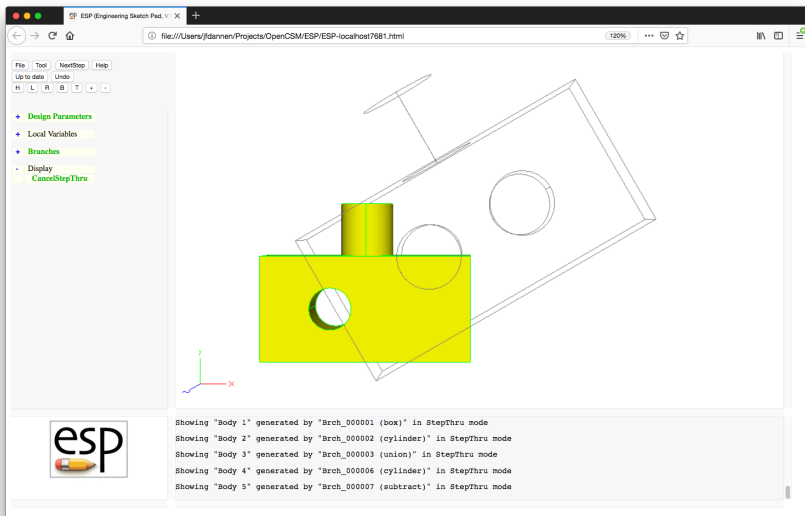 ESP (Engineering Sketch Pad, V1
file:///Users/jfdannen/Projects/OpenCSM/ESP/ESP-localhost7681.html
120%
File Tool NextStep Help
Up to date Undo
H L R B T + -
+ Design Parameters
+ Local Variables
+ Branches
- Display
CancelStepThru
X
esp
Showing "Body 1" generated by "Brch_000001 (box)" in StepThru mode
Showing "Body 2" generated by "Brch_000002 (cylinder)" in StepThru mode
Showing "Body 3" generated by "Brch_000003 (union)" in StepThru mode
Showing "Body 4" generated by "Brch_000006 (cylinder)" in StepThru mode
Showing "Body 5" generated by "Brch_000007 (subtract)" in StepThru mode